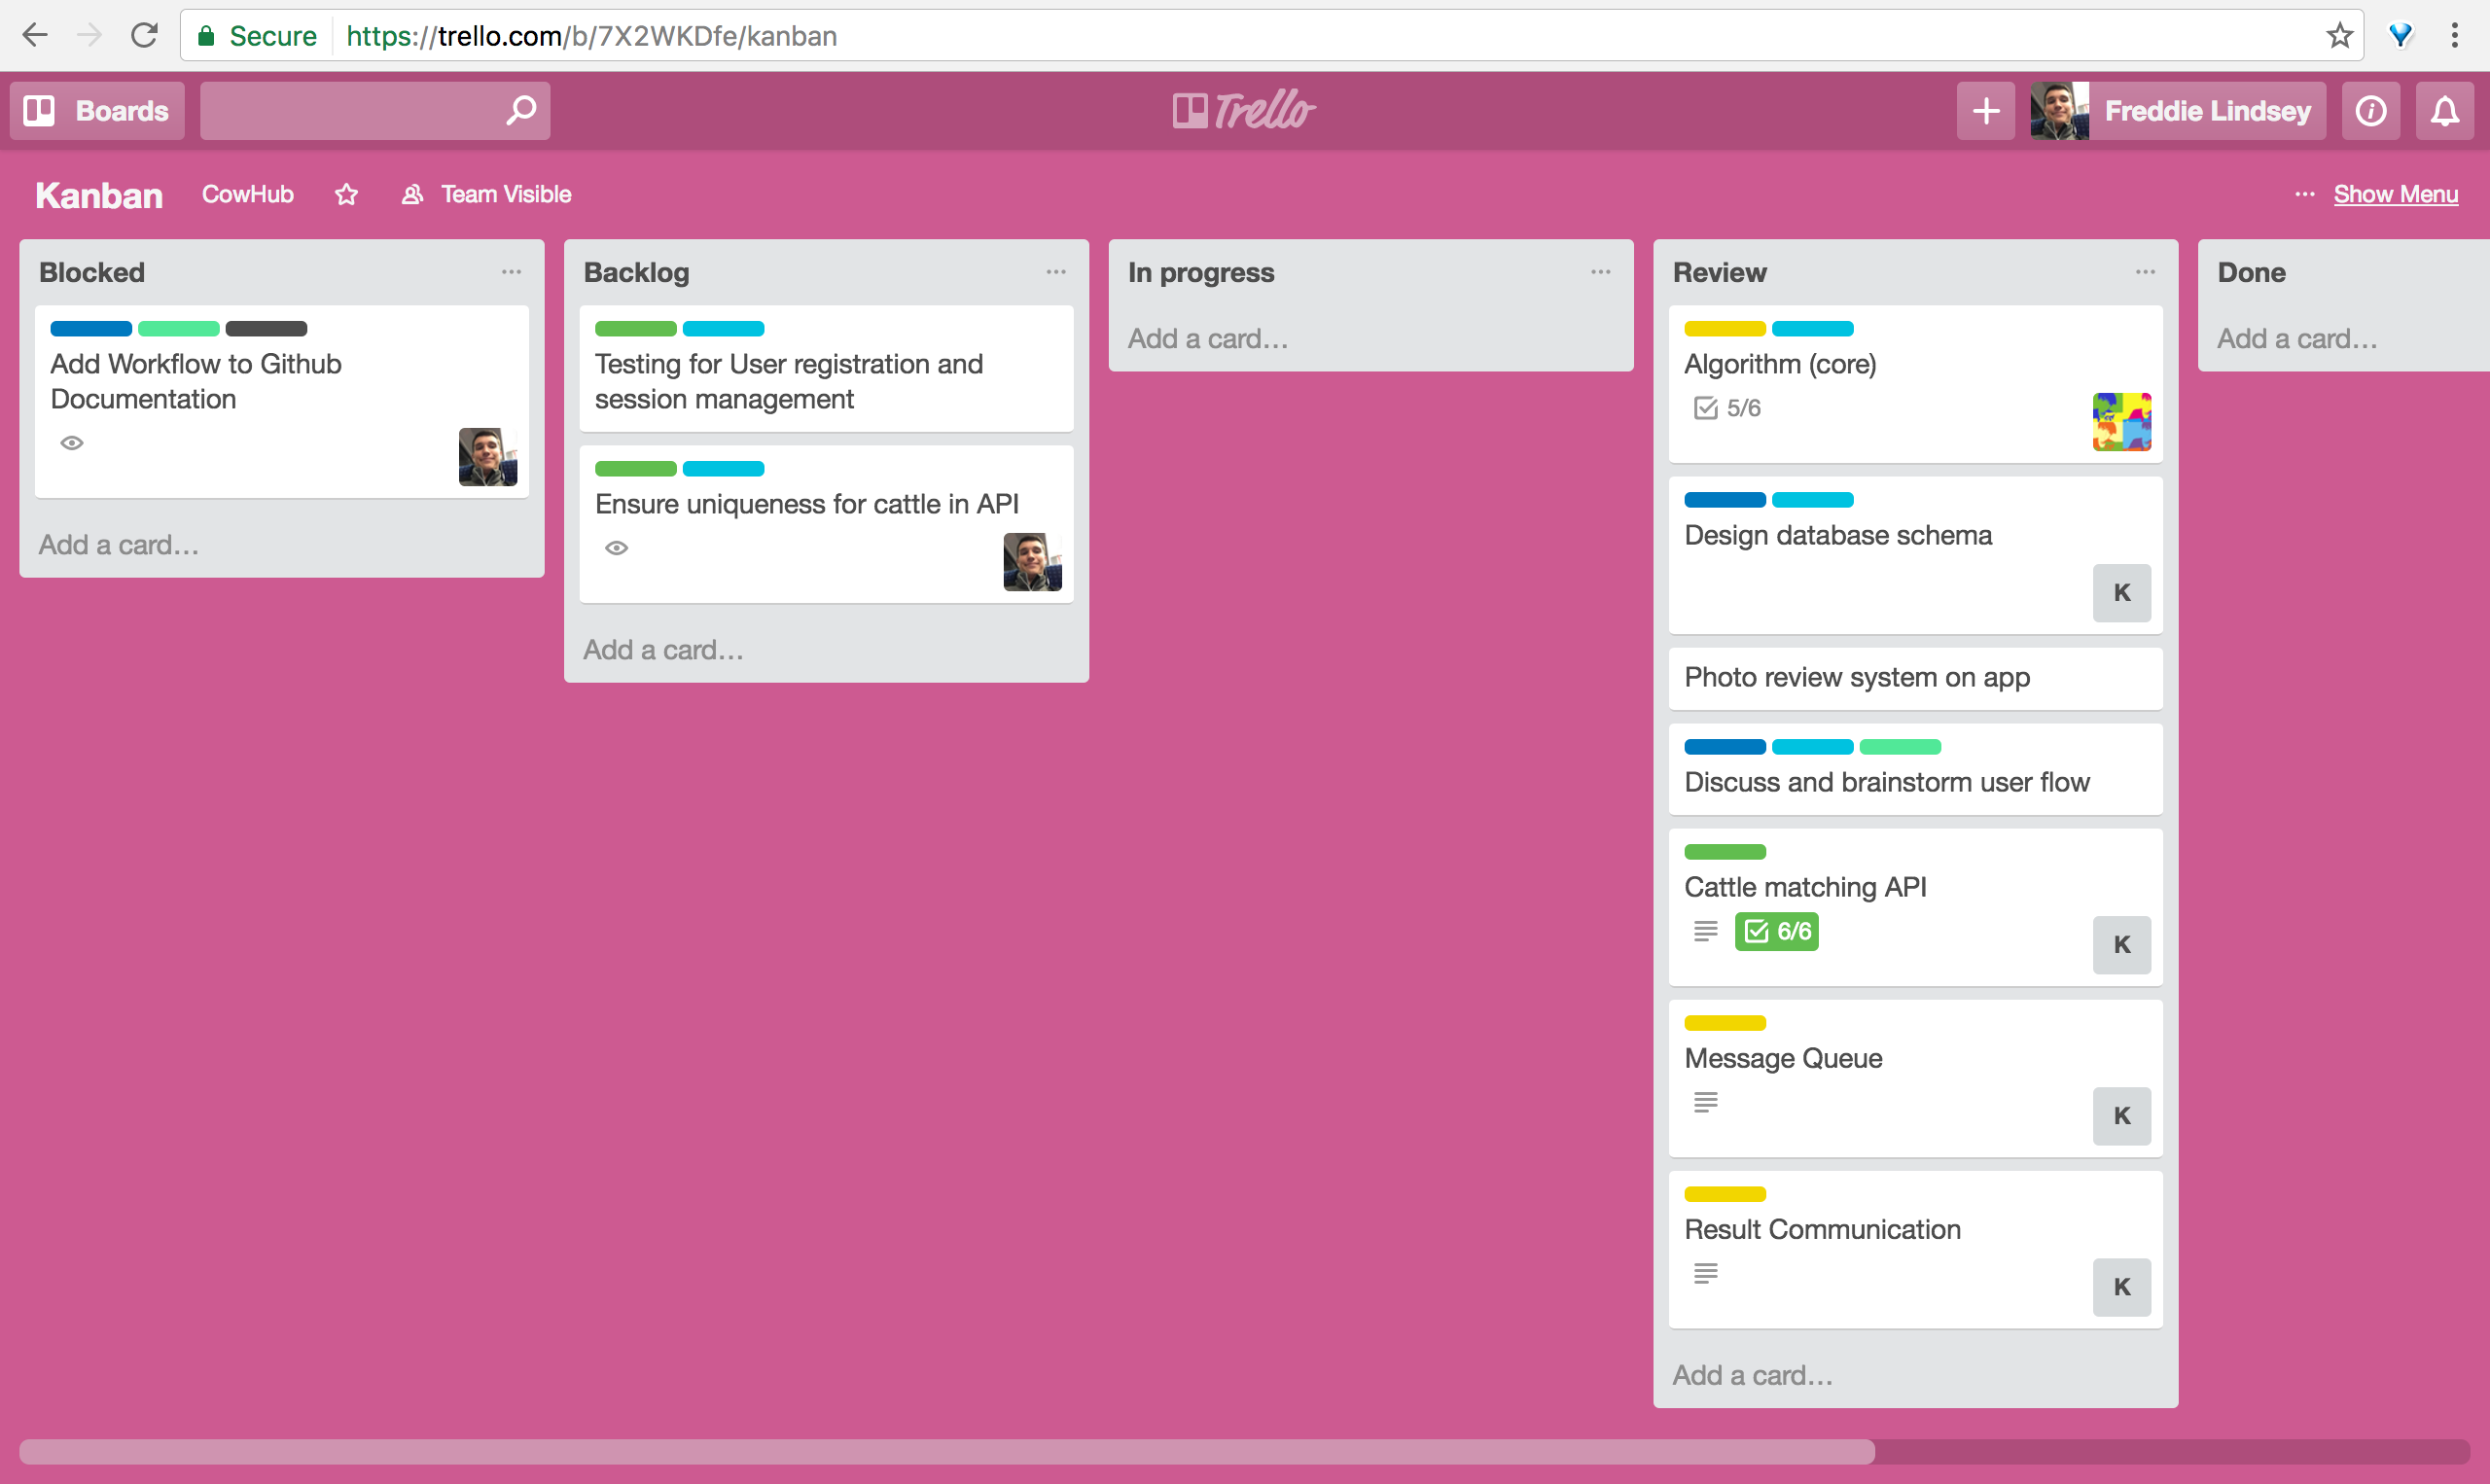 Secure https://trello.com/b/7X2WKDfe/kanban
Boards
Trello
Freddie Lindsey
Kanban CowHub Team Visible
Show Menu
Blocked
Add Workflow to Github
Documentation
Add a card…
Backlog
Testing for User registration and
session management
Ensure uniqueness for cattle in API
Add a card…
In progress
Add a card…
Review
Algorithm (core)
5/6
Design database schema
K
Photo review system on app
Discuss and brainstorm user flow
Cattle matching API
6/6
K
Message Queue
K
Result Communication
K
Add a card…
Done
Add a card…